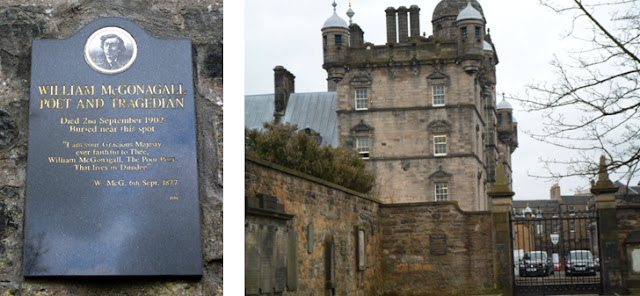 WILLIAM McGONAGALL
POET AND TRAGEDIAN
Died 29th September 1902
Buried near this spot
"I am your Gracious Majesty
ever faithful to Thee,
William McGonagall, The Poor Poet,
That lives in Dundee"
W. McG. 6th Sept. 1877